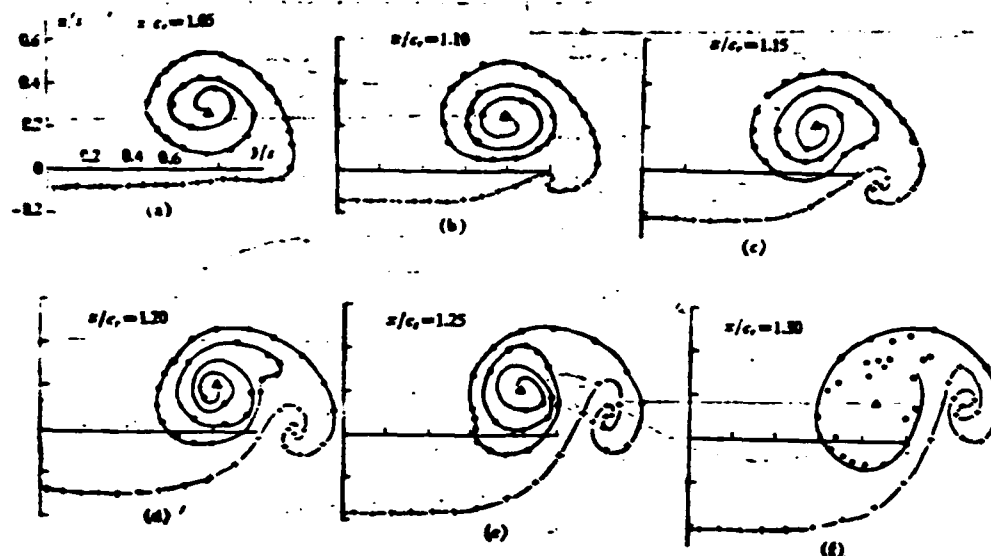 x/c_r=1.05
0.6
0.4
0.2
0
-0.2
0.2 0.4 0.6
y/s
(a)
x/c_r=1.10
(b)
x/c_r=1.15
(c)
x/c_r=1.20
(d)
x/c_r=1.25
(e)
x/c_r=1.30
(f)